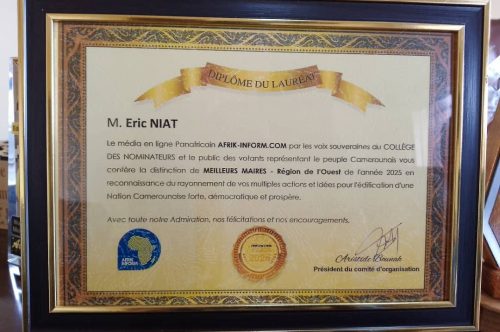 DIPLÔME DU LAURÉAT
M. Eric NIAT
Le média en ligne Panafricain AFRIK-INFORM.COM par les voix souveraines au COLLÈGE
DES NOMINATEURS et le public des votants représentant le peuple Camerounais vous
confère la distinction de MEILLEURS MAIRES - Région de l'Ouest de l'année 2025 en
reconnaissance du rayonnement de vos multiples actions et idées pour l'édification d'une
Nation Camerounaise forte, démocratique et prospère.
Avec toute notre Admiration, nos félicitations et nos encouragements.
AFRIK
INFORM
Président du comité d'organisation